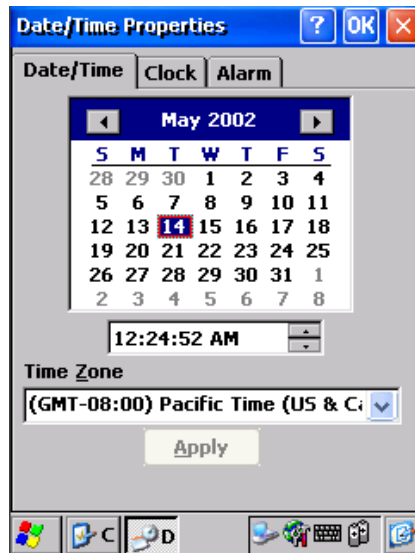 Date/Time Properties ? OK ×
Date/Time Clock Alarm
May 2002
S M T W T F S
28 29 30 1 2 3 4
5 6 7 8 9 10 11
12 13 14 15 16 17 18
19 20 21 22 23 24 25
26 27 28 29 30 31 1
2 3 4 5 6 7 8
12:24:52 AM
Time Zone
(GMT-08:00) Pacific Time (US & Ca
Apply
C D